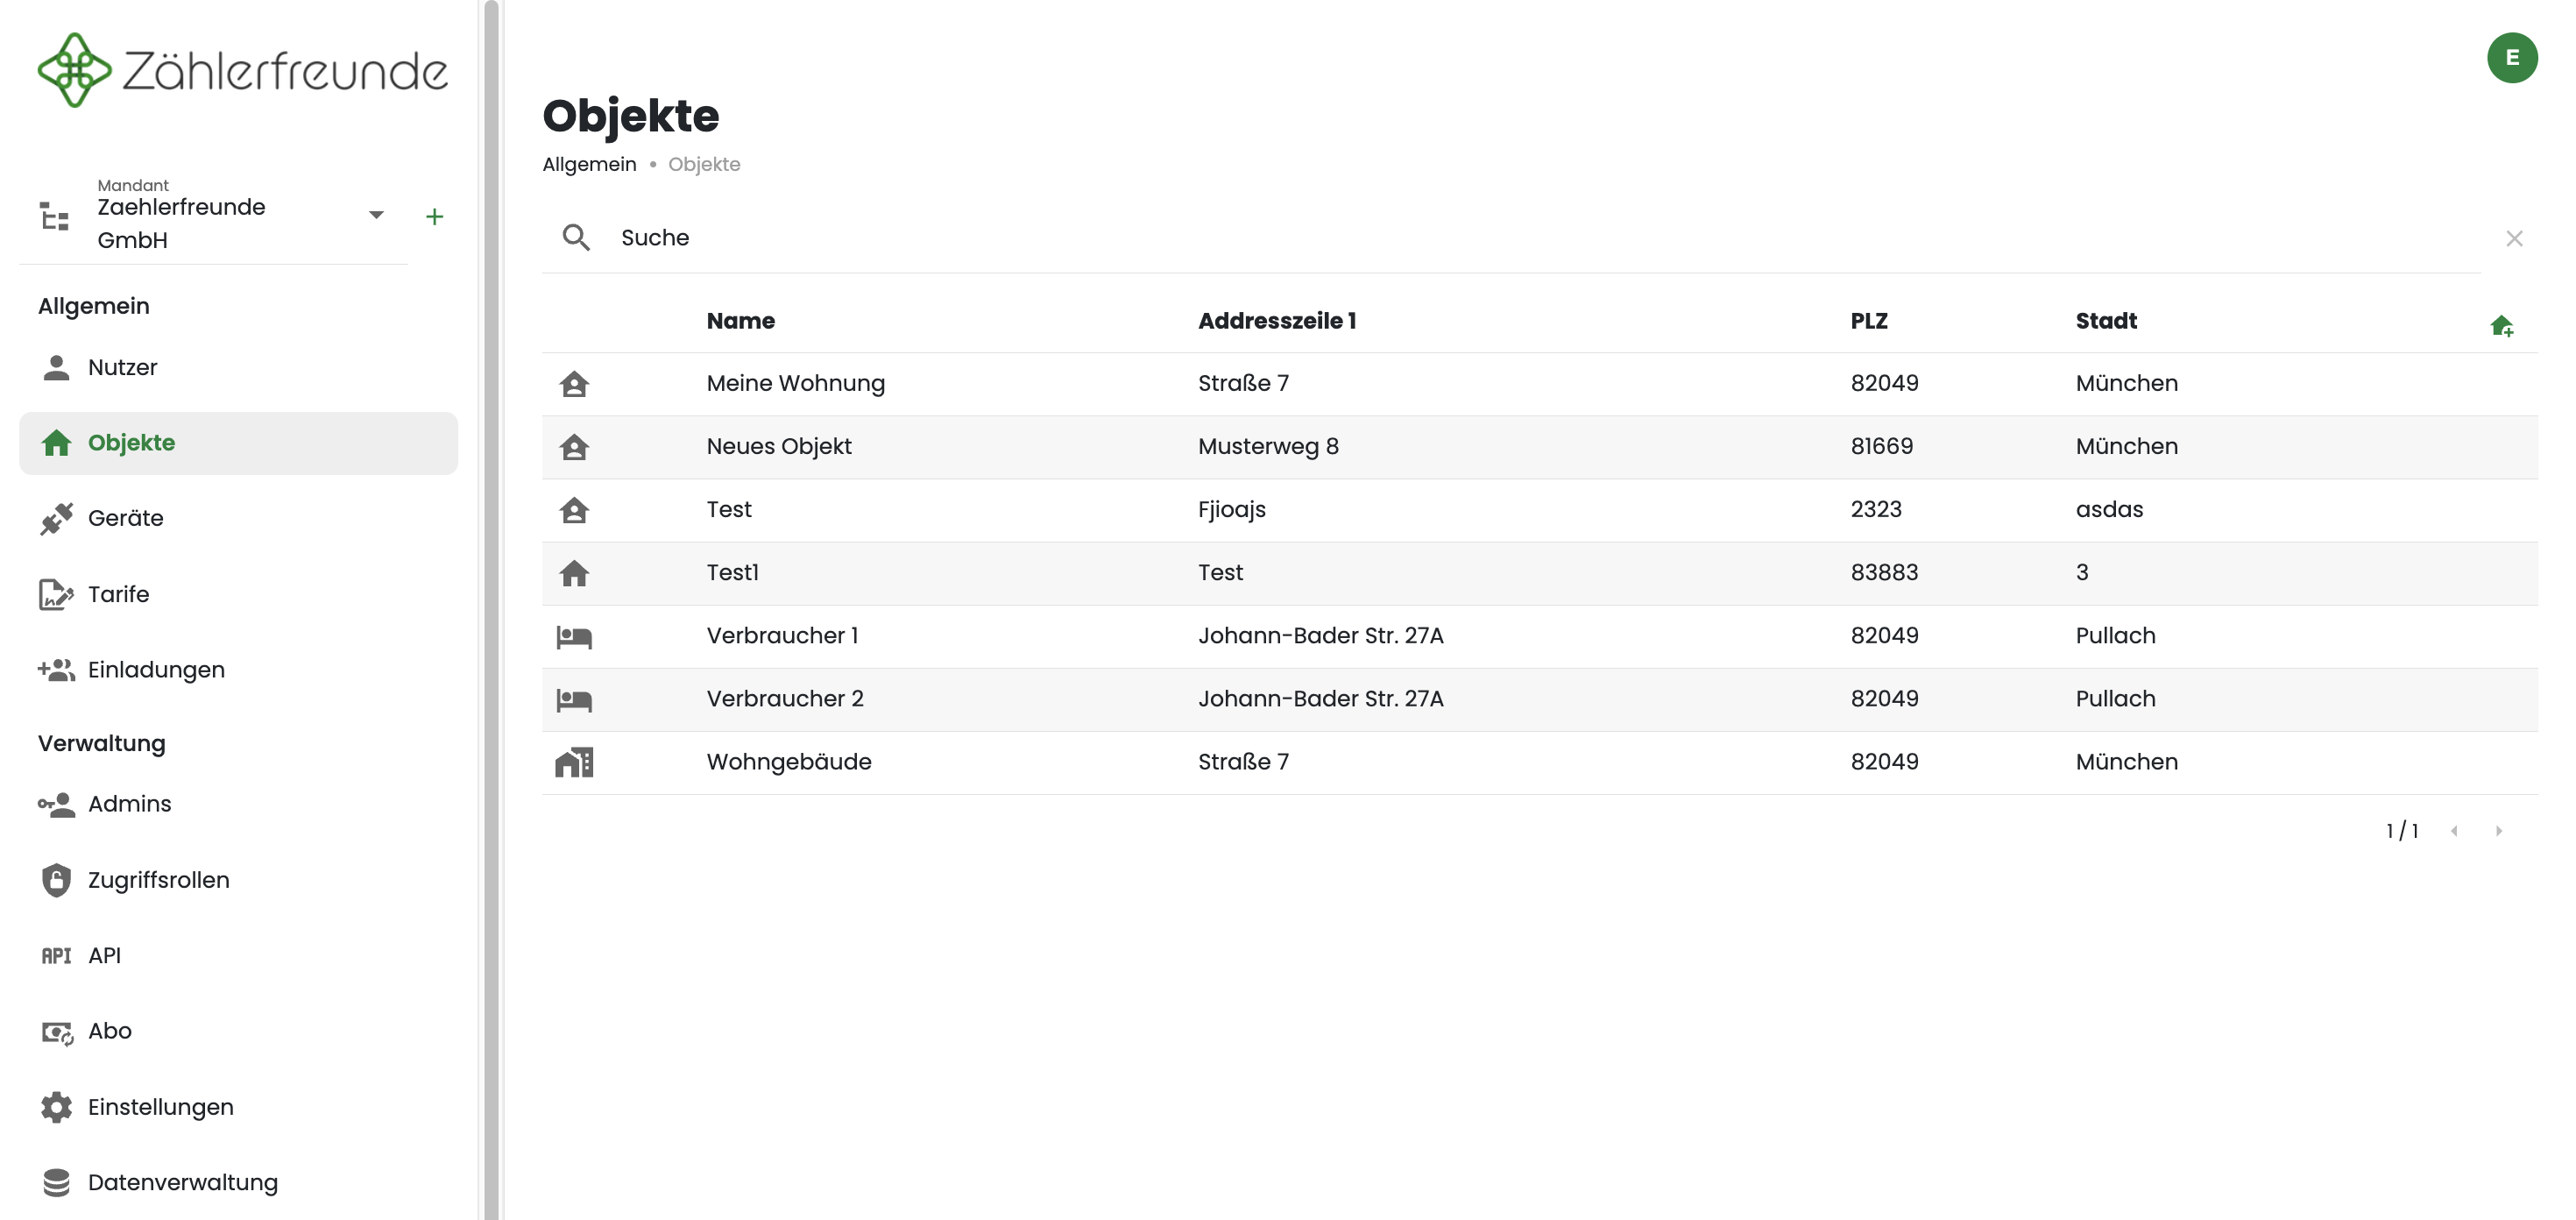 Zählerfreunde
Mandant
Zaehlerfreunde
GmbH
Allgemein
Nutzer
Objekte
Geräte
Tarife
Einladungen
Verwaltung
Admins
Zugriffsrollen
API API
Abo
Einstellungen
Datenverwaltung
E
Objekte
Allgemein • Objekte
Suche
Name Addresszeile 1 PLZ Stadt
Meine Wohnung Straße 7 82049 München
Neues Objekt Musterweg 8 81669 München
Test Fjioajs 2323 asdas
Test1 Test 83883 3
Verbraucher 1 Johann-Bader Str. 27A 82049 Pullach
Verbraucher 2 Johann-Bader Str. 27A 82049 Pullach
Wohngebäude Straße 7 82049 München
1 / 1